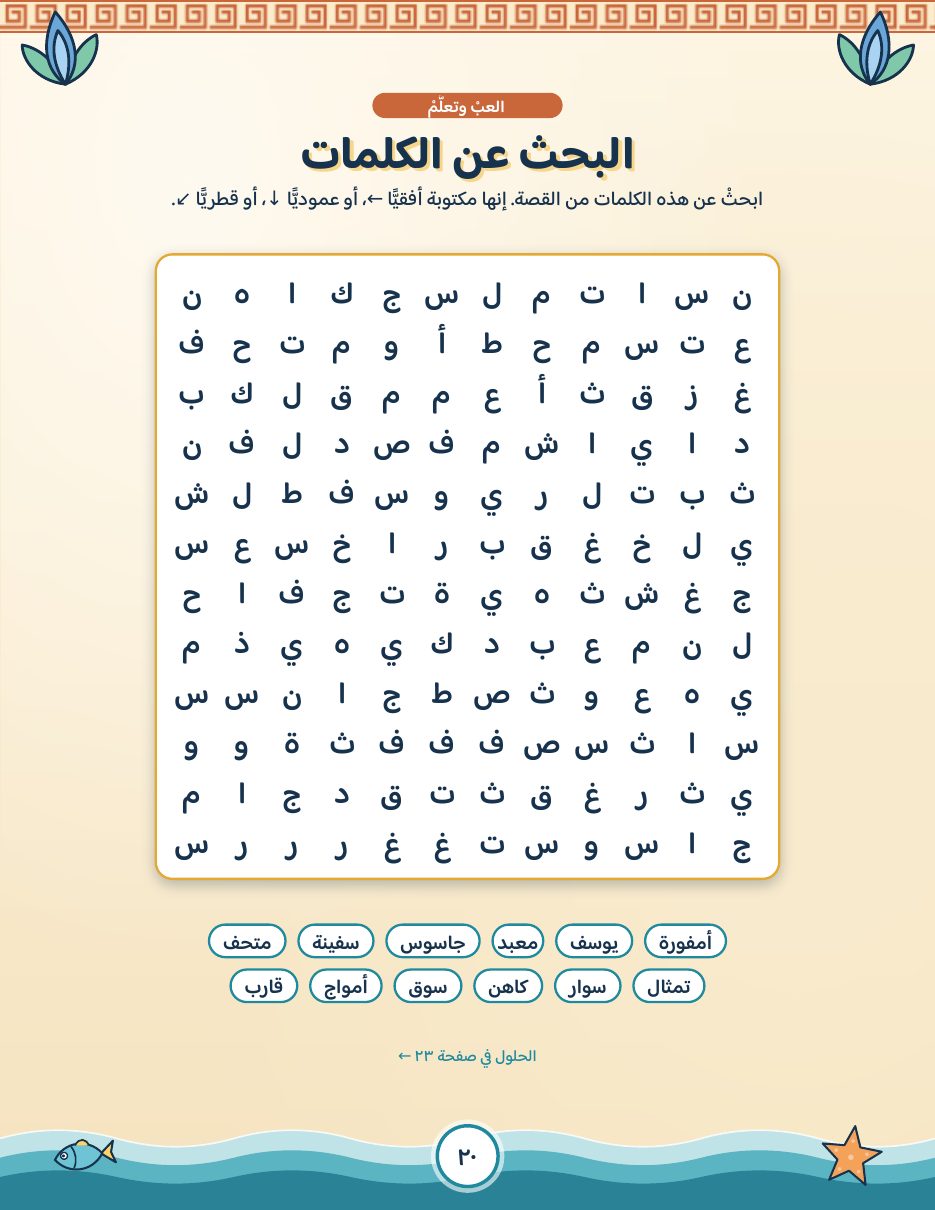 العبْ وتعلَّمْ
البحث عن الكلمات
ابحثْ عن هذه الكلمات من القصة. إنها مكتوبة أفقيًّا ←، أو عموديًّا ↓، أو قطريًّا ↙.
ن س ا ت م ل س ج ك ا ه ن
ع ت س م ح ط أ و م ت ح ف
غ ز ق ث أ ع م م ق ل ك ب
د ا ي ا ش م ف ص د ل ف ن
ث ب ت ل ر ي و س ف ط ل ش
ي ل خ غ ق ب ر ا خ س ع س
ج غ ش ث ه ي ة ت ج ف ا ح
ل ن م ع ب د ك ي ه ي ذ م
ي ه ع و ث ص ط ج ا ن س س
س ا ث س ص ف ف ف ث ة و و
ي ث ر غ ق ث ت ق د ج ا م
ج ا س و س ت غ غ ر ر ر س
أمفورة يوسف معبد جاسوس سفينة متحف
تمثال سوار كاهن سوق أمواج قارب
الحلول في صفحة ٢٣ ←
٢٠